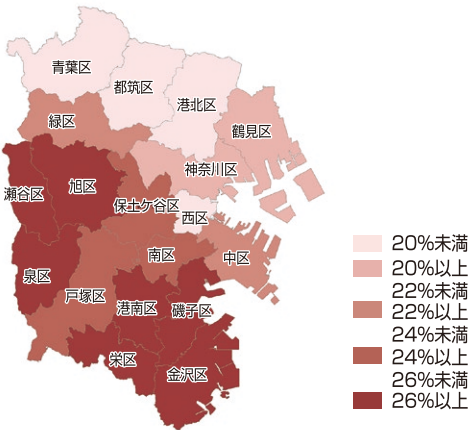 青葉区
都筑区
港北区
緑区
鶴見区
神奈川区
瀬谷区
旭区
保土ケ谷区
西区
泉区
戸塚区
南区
中区
港南区
磯子区
栄区
金沢区
20%未満
20%以上
22%未満
22%以上
24%未満
24%以上
26%未満
26%以上